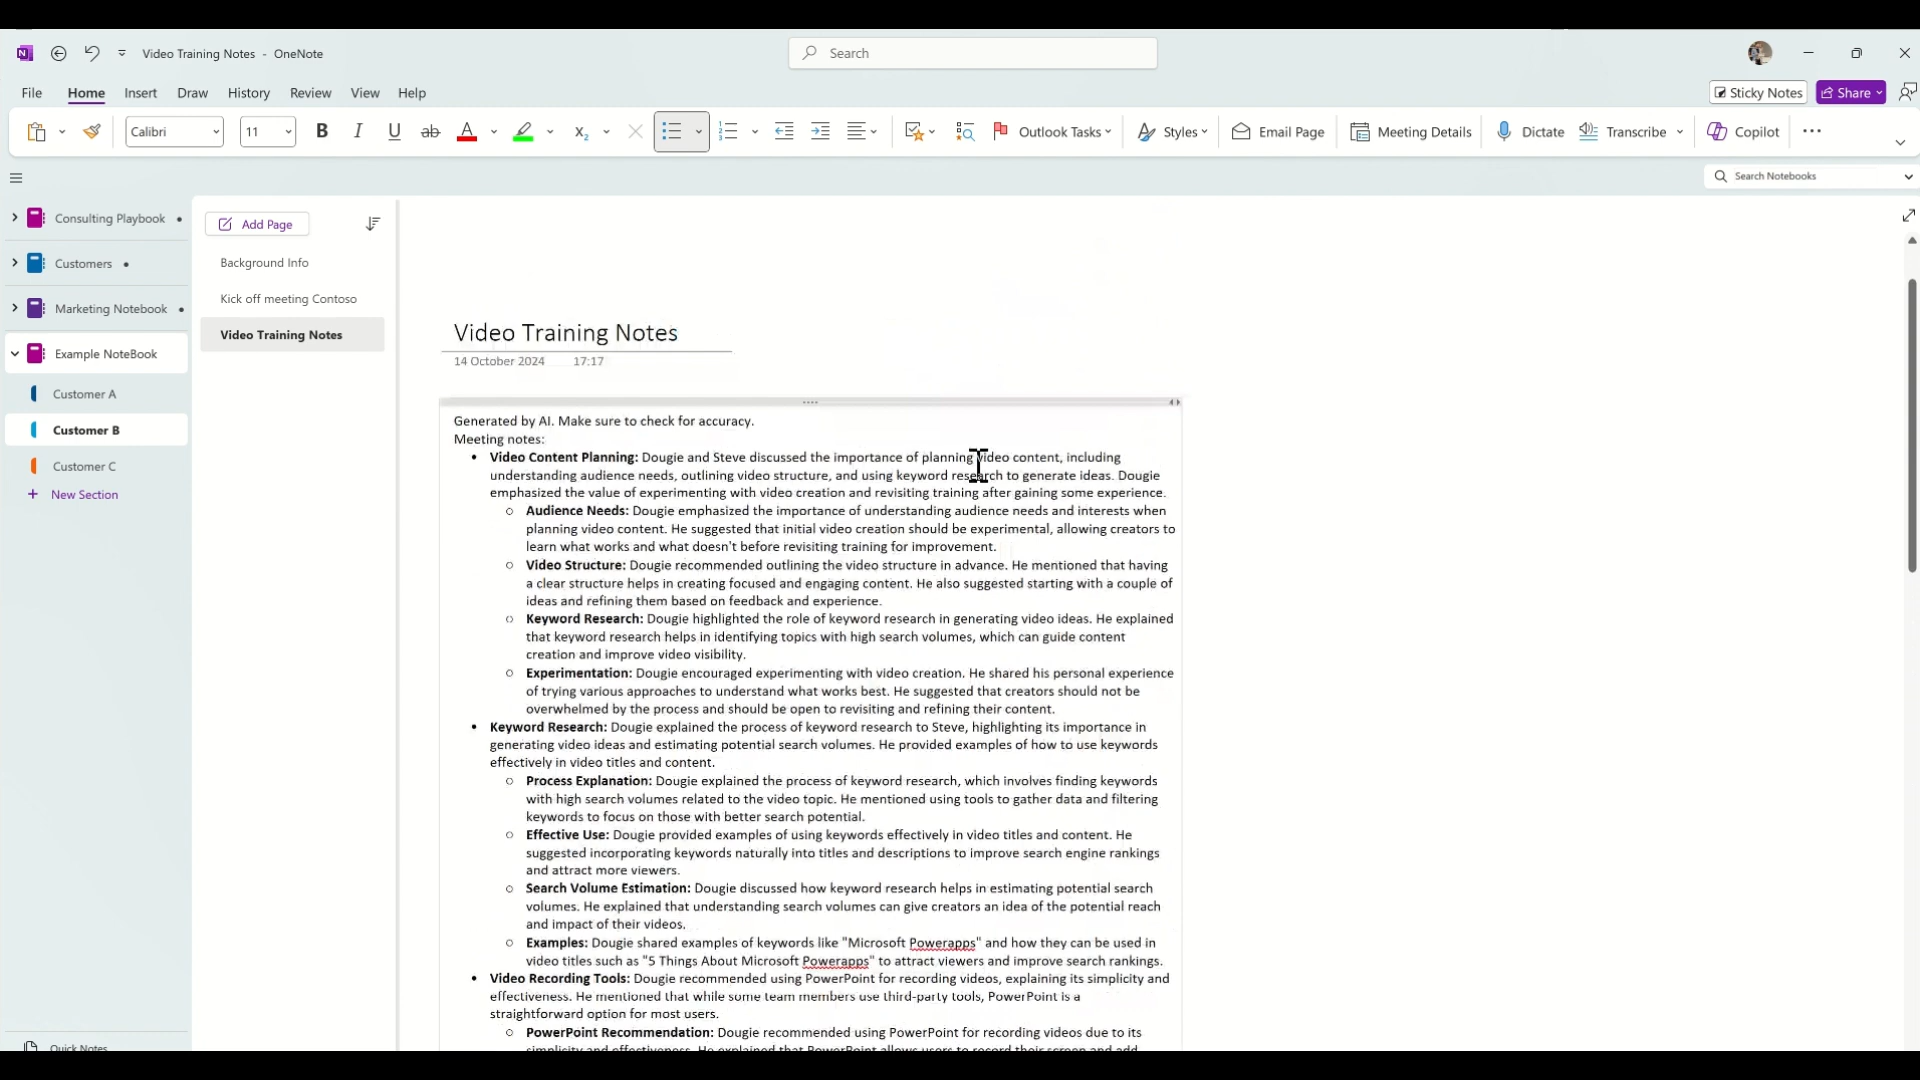 Video Training Notes - OneNote
Search
File Home Insert Draw History Review View Help
Sticky Notes Share
Calibri 11 B I U ab A x₂ Outlook Tasks Styles Email Page Meeting Details Dictate Transcribe Copilot
Search Notebooks
Consulting Playbook
Customers
Marketing Notebook
Example NoteBook
Customer A
Customer B
Customer C
+ New Section
Quick Notes
Add Page
Background Info
Kick off meeting Contoso
Video Training Notes
Video Training Notes
14 October 2024 17:17
Generated by AI. Make sure to check for accuracy.
Meeting notes:
• Video Content Planning: Dougie and Steve discussed the importance of planning video content, including
understanding audience needs, outlining video structure, and using keyword research to generate ideas. Dougie
emphasized the value of experimenting with video creation and revisiting training after gaining some experience.
○ Audience Needs: Dougie emphasized the importance of understanding audience needs and interests when
planning video content. He suggested that initial video creation should be experimental, allowing creators to
learn what works and what doesn't before revisiting training for improvement.
○ Video Structure: Dougie recommended outlining the video structure in advance. He mentioned that having
a clear structure helps in creating focused and engaging content. He also suggested starting with a couple of
ideas and refining them based on feedback and experience.
○ Keyword Research: Dougie highlighted the role of keyword research in generating video ideas. He explained
that keyword research helps in identifying topics with high search volumes, which can guide content
creation and improve video visibility.
○ Experimentation: Dougie encouraged experimenting with video creation. He shared his personal experience
of trying various approaches to understand what works best. He suggested that creators should not be
overwhelmed by the process and should be open to revisiting and refining their content.
• Keyword Research: Dougie explained the process of keyword research to Steve, highlighting its importance in
generating video ideas and estimating potential search volumes. He provided examples of how to use keywords
effectively in video titles and content.
○ Process Explanation: Dougie explained the process of keyword research, which involves finding keywords
with high search volumes related to the video topic. He mentioned using tools to gather data and filtering
keywords to focus on those with better search potential.
○ Effective Use: Dougie provided examples of using keywords effectively in video titles and content. He
suggested incorporating keywords naturally into titles and descriptions to improve search engine rankings
and attract more viewers.
○ Search Volume Estimation: Dougie discussed how keyword research helps in estimating potential search
volumes. He explained that understanding search volumes can give creators an idea of the potential reach
and impact of their videos.
○ Examples: Dougie shared examples of keywords like "Microsoft Powerapps" and how they can be used in
video titles such as "5 Things About Microsoft Powerapps" to attract viewers and improve search rankings.
• Video Recording Tools: Dougie recommended using PowerPoint for recording videos, explaining its simplicity and
effectiveness. He mentioned that while some team members use third-party tools, PowerPoint is a
straightforward option for most users.
○ PowerPoint Recommendation: Dougie recommended using PowerPoint for recording videos due to its
simplicity and effectiveness. He explained that PowerPoint allows users to record their screen and add